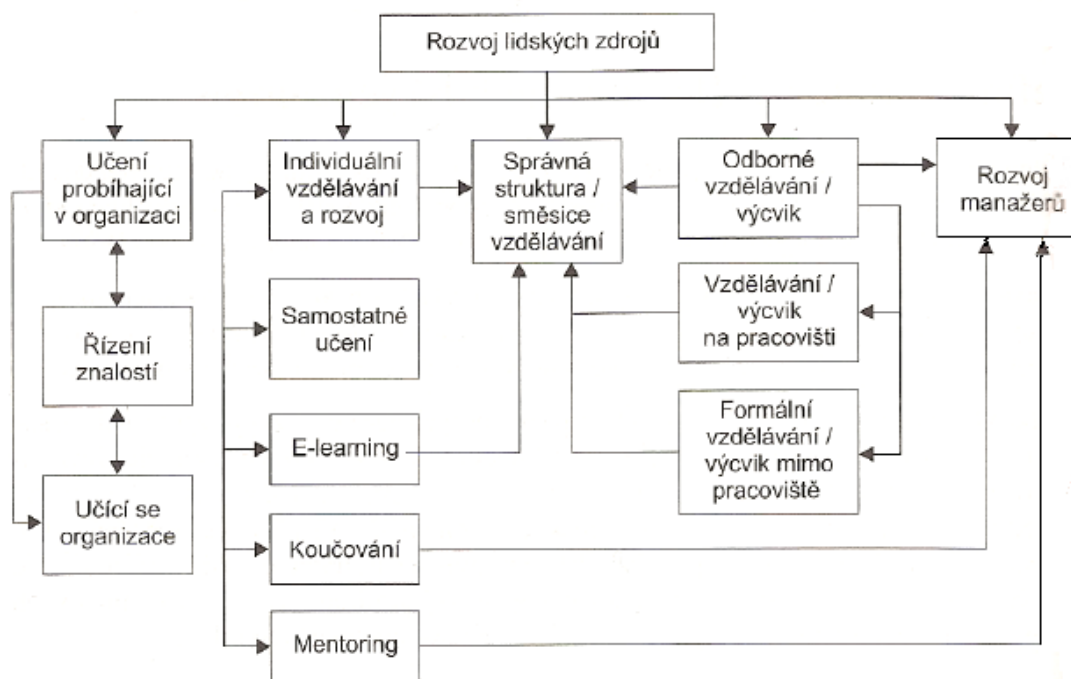 Rozvoj lidských zdrojů
Učení
probíhající
v organizaci
Individuální
vzdělávání
a rozvoj
Správná
struktura /
směsice
vzdělávání
Odborné
vzdělávání /
výcvik
Rozvoj
manažerů
Řízení
znalostí
Samostatné
učení
Vzdělávání /
výcvik
na pracovišti
E-learning
Formální
vzdělávání /
výcvik mimo
pracoviště
Učící se
organizace
Koučování
Mentoring